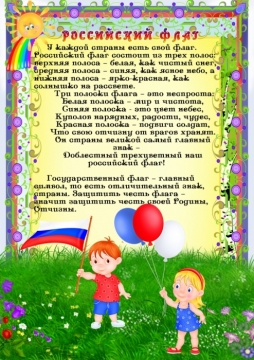 РОССИЙСКИЙ ФЛАГ
У каждой страны есть свой флаг.
Российский флаг состоит из трех полос:
верхняя полоса - белая, как чистый снег,
средняя полоса - синяя, как ясное небо, а
нижняя полоса - ярко-красная, как
солнышко на рассвете.
Три полоски флага - это неспроста:
Белая полоска - мир и чистота,
Синяя полоска - это цвет небес,
Куполов нарядных, радости, чудес,
Красная полоска - подвиги солдат,
Что свою отчизну от врагов хранят.
Он страны великой самый главный
знак -
Доблестный трехцветный наш
российский флаг!
Государственный флаг - главный
символ, то есть отличительный знак,
страны. Защитить честь флага -
значит защитить честь своей Родины,
Отчизны.